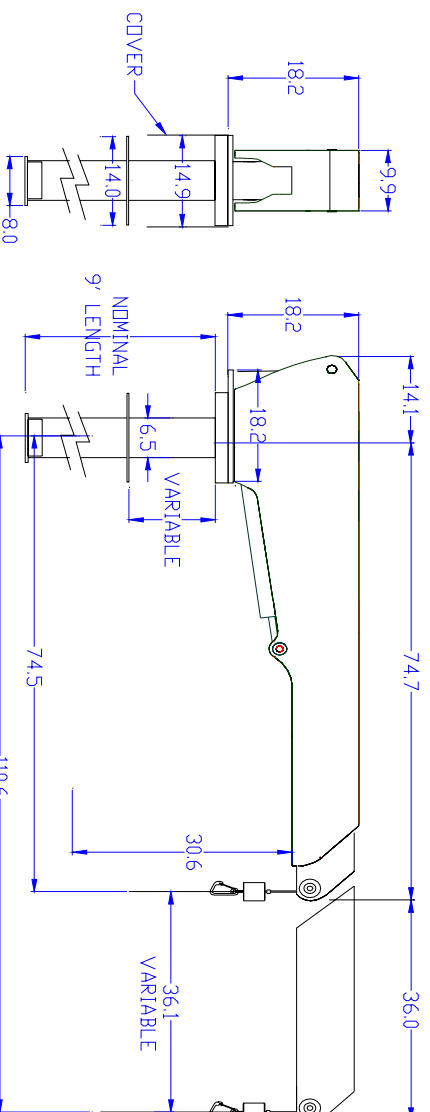 18.2
9.9
COVER
14.9
14.0
8.0
18.2
14.1
74.7
36.0
18.2
6.5
VARIABLE
NOMINAL
9' LENGTH
74.5
30.6
36.1
VARIABLE